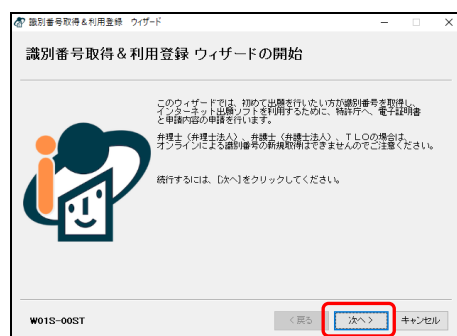 識別番号取得&利用登録 ウィザード
識別番号取得&利用登録 ウィザードの開始
このウィザードでは、初めて出願を行いたい方が識別番号を取得し、
インターネット出願ソフトを利用するために、特許庁へ、電子証明書
と申請内容の申請を行います。
弁理士（弁理士法人）、弁護士（弁護士法人）、ＴＬＯの場合は、
オンラインによる識別番号の新規取得はできませんのでご注意ください。
続行するには、[次へ]をクリックしてください。
W01S-00ST
<戻る
次へ>
キャンセル